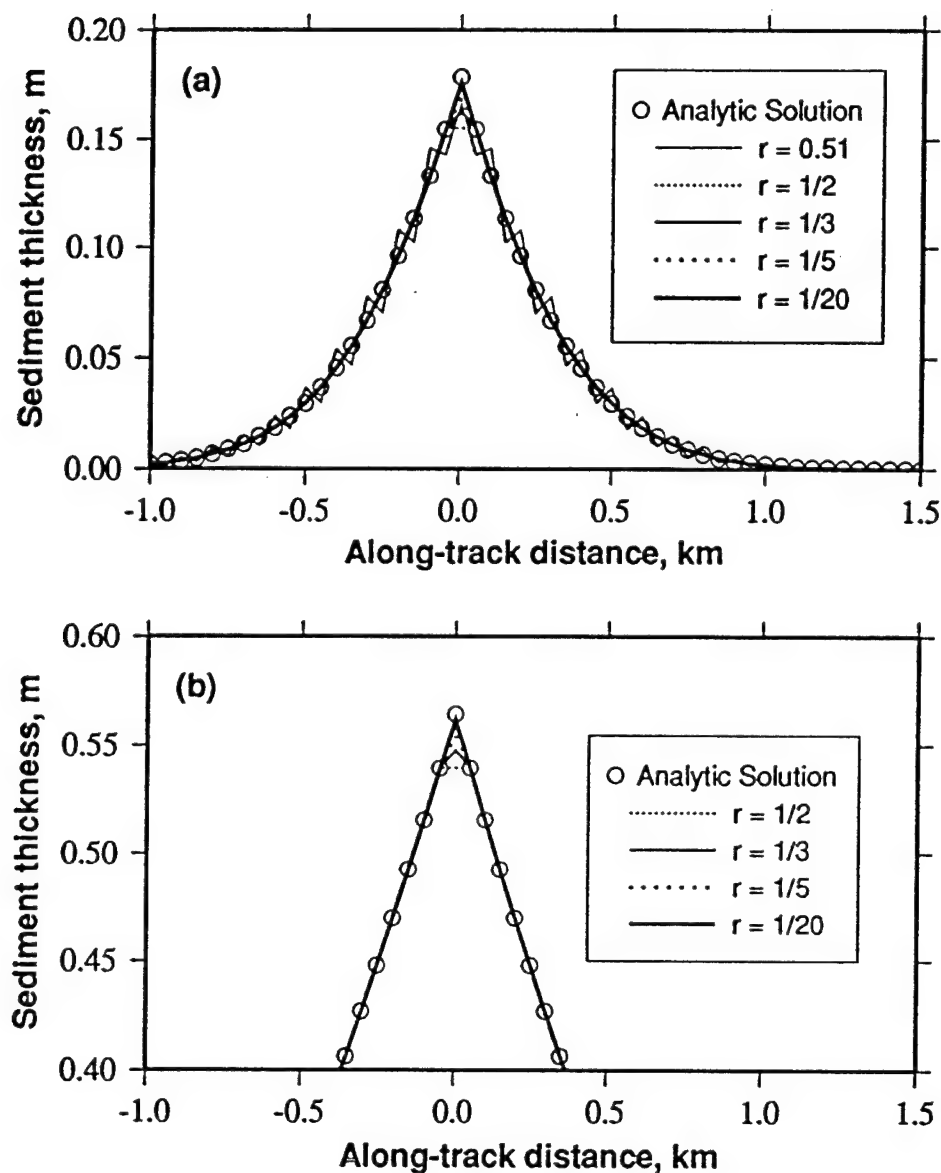 0.20
(a)
0.15
0.10
0.05
0.00
Sediment thickness, m
Analytic Solution
r = 0.51
r = 1/2
r = 1/3
r = 1/5
r = 1/20
-1.0 -0.5 0.0 0.5 1.0 1.5
Along-track distance, km
0.60
(b)
0.55
0.50
0.45
0.40
Sediment thickness, m
Analytic Solution
r = 1/2
r = 1/3
r = 1/5
r = 1/20
-1.0 -0.5 0.0 0.5 1.0 1.5
Along-track distance, km